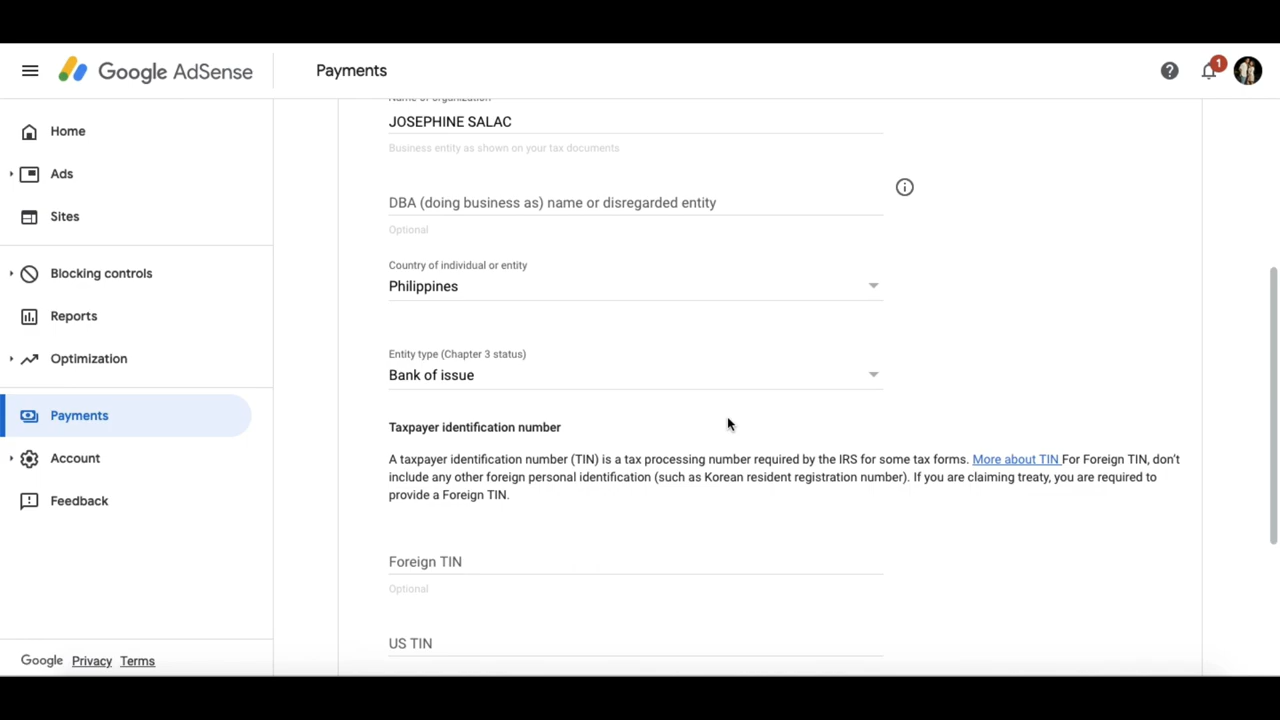 Google AdSense
Payments
1
Home
Ads
Sites
Blocking controls
Reports
Optimization
Payments
Account
Feedback
Google Privacy Terms
Name of organization
JOSEPHINE SALAC
Business entity as shown on your tax documents
DBA (doing business as) name or disregarded entity
Optional
Country of individual or entity
Philippines
Entity type (Chapter 3 status)
Bank of issue
Taxpayer identification number
A taxpayer identification number (TIN) is a tax processing number required by the IRS for some tax forms. More about TIN For Foreign TIN, don't
include any other foreign personal identification (such as Korean resident registration number). If you are claiming treaty, you are required to
provide a Foreign TIN.
Foreign TIN
Optional
US TIN